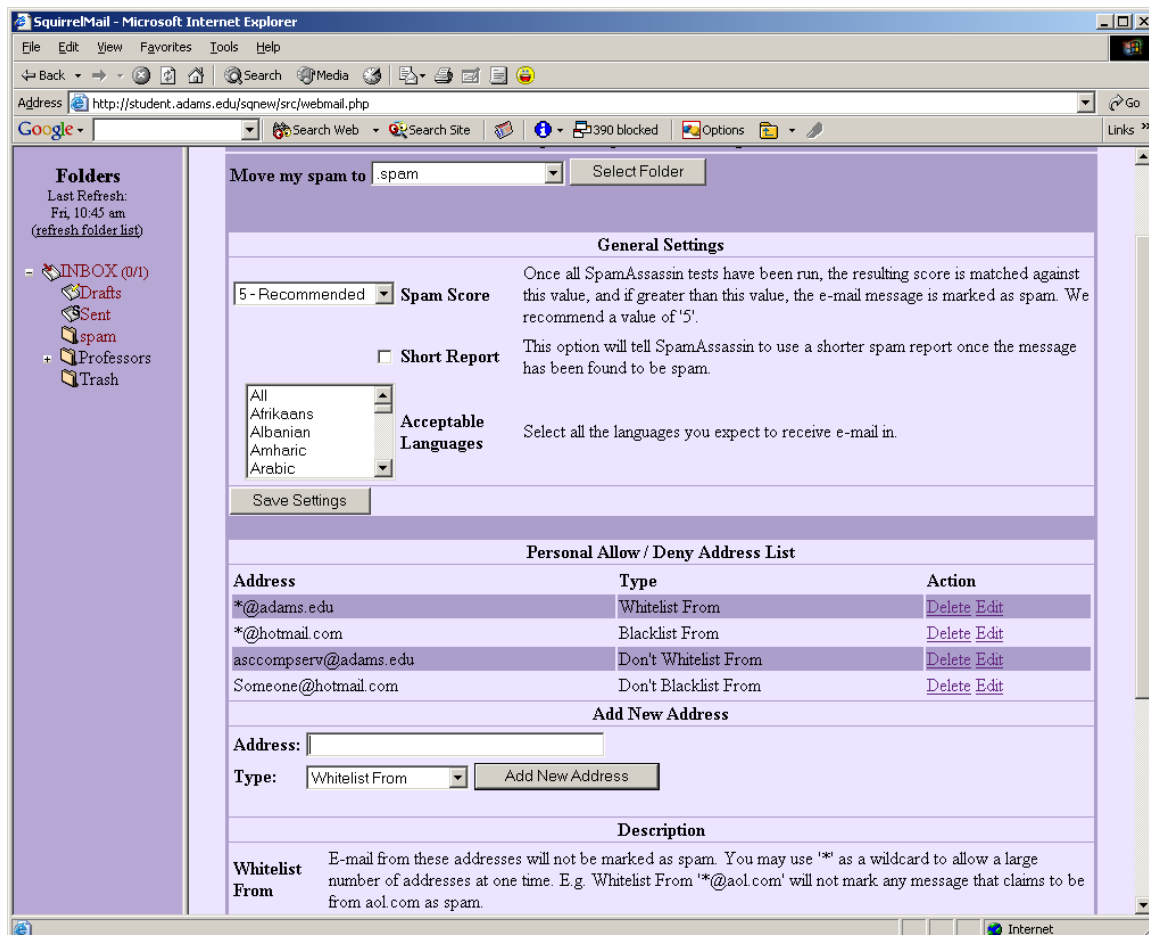 SquirrelMail - Microsoft Internet Explorer
File Edit View Favorites Tools Help
Back Search Media
Address http://student.adams.edu/sqnew/src/webmail.php Go
Google Search Web Search Site 390 blocked Options Links »
Folders
Last Refresh:
Fri, 10:45 am
(refresh folder list)
- INBOX (0/1)
Drafts
Sent
spam
+ Professors
Trash
Move my spam to .spam Select Folder
General Settings
5 - Recommended Spam Score
Once all SpamAssassin tests have been run, the resulting score is matched against
this value, and if greater than this value, the e-mail message is marked as spam. We
recommend a value of '5'.
Short Report
This option will tell SpamAssassin to use a shorter spam report once the message
has been found to be spam.
All
Afrikaans
Albanian
Amharic
Arabic
Acceptable
Languages
Select all the languages you expect to receive e-mail in.
Save Settings
Personal Allow / Deny Address List
Address Type Action
*@adams.edu Whitelist From Delete Edit
*@hotmail.com Blacklist From Delete Edit
asccompserv@adams.edu Don't Whitelist From Delete Edit
Someone@hotmail.com Don't Blacklist From Delete Edit
Add New Address
Address:
Type: Whitelist From Add New Address
Description
Whitelist
From
E-mail from these addresses will not be marked as spam. You may use '*' as a wildcard to allow a large
number of addresses at one time. E.g. Whitelist From '*@aol.com' will not mark any message that claims to be
from aol.com as spam.
Internet